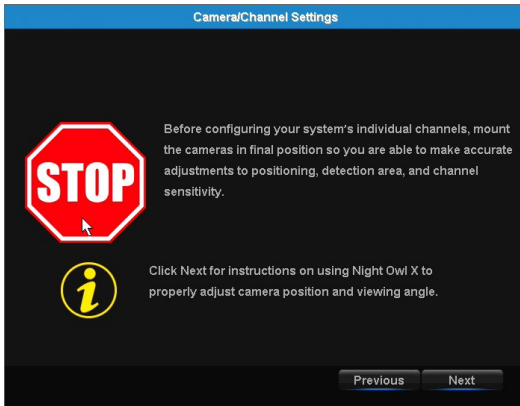 Camera/Channel Settings
Before configuring your system's individual channels, mount
the cameras in final position so you are able to make accurate
adjustments to positioning, detection area, and channel
sensitivity.
STOP
Click Next for instructions on using Night Owl X to
properly adjust camera position and viewing angle.
Previous Next